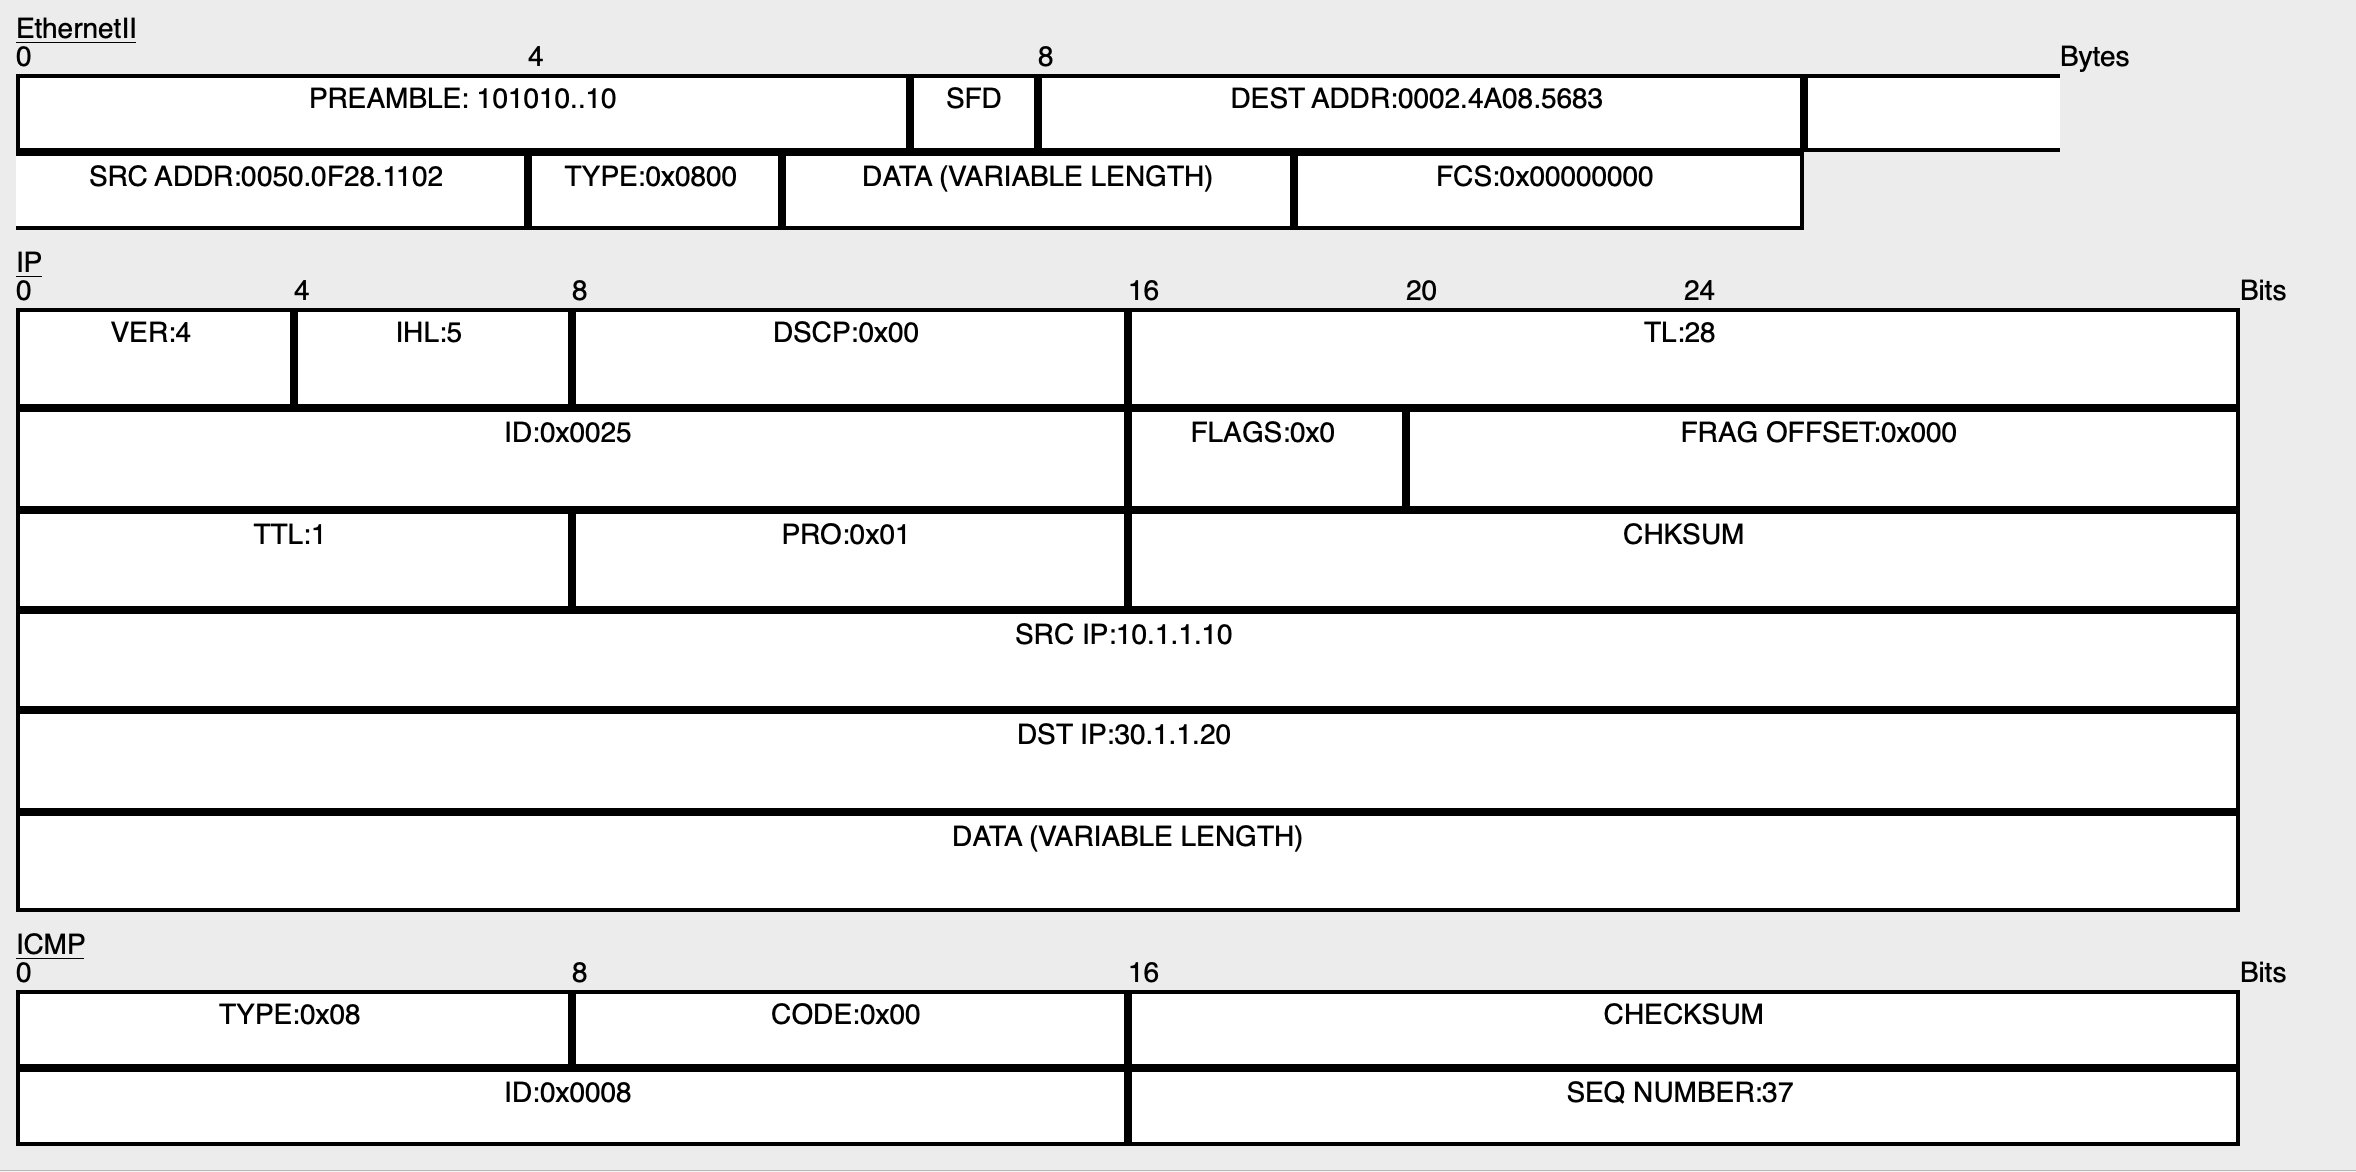 EthernetII
0 4 8 Bytes
PREAMBLE: 101010..10 SFD DEST ADDR:0002.4A08.5683
SRC ADDR:0050.0F28.1102 TYPE:0x0800 DATA (VARIABLE LENGTH) FCS:0x00000000
IP
0 4 8 16 20 24 Bits
VER:4 IHL:5 DSCP:0x00 TL:28
ID:0x0025 FLAGS:0x0 FRAG OFFSET:0x000
TTL:1 PRO:0x01 CHKSUM
SRC IP:10.1.1.10
DST IP:30.1.1.20
DATA (VARIABLE LENGTH)
ICMP
0 8 16 Bits
TYPE:0x08 CODE:0x00 CHECKSUM
ID:0x0008 SEQ NUMBER:37